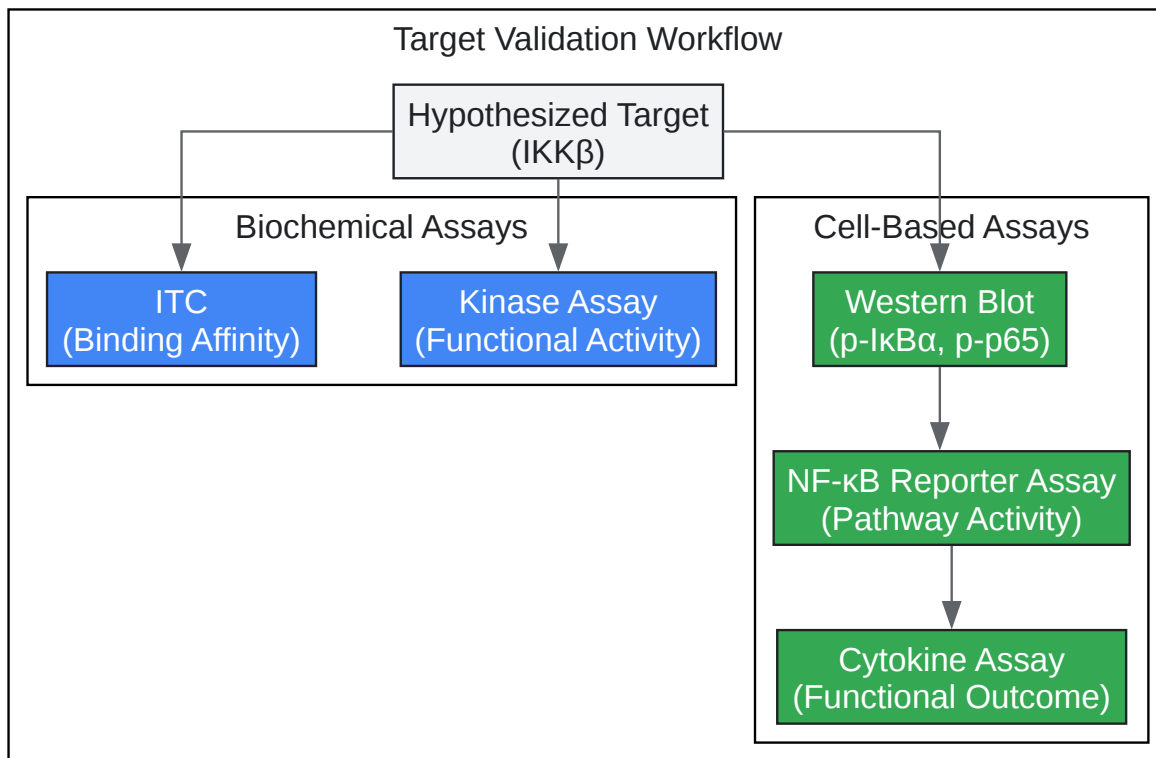 Target Validation Workflow
Hypothesized Target
(IKKβ)
Biochemical Assays
Cell-Based Assays
ITC
(Binding Affinity)
Kinase Assay
(Functional Activity)
Western Blot
(p-IκBα, p-p65)
NF-κB Reporter Assay
(Pathway Activity)
Cytokine Assay
(Functional Outcome)